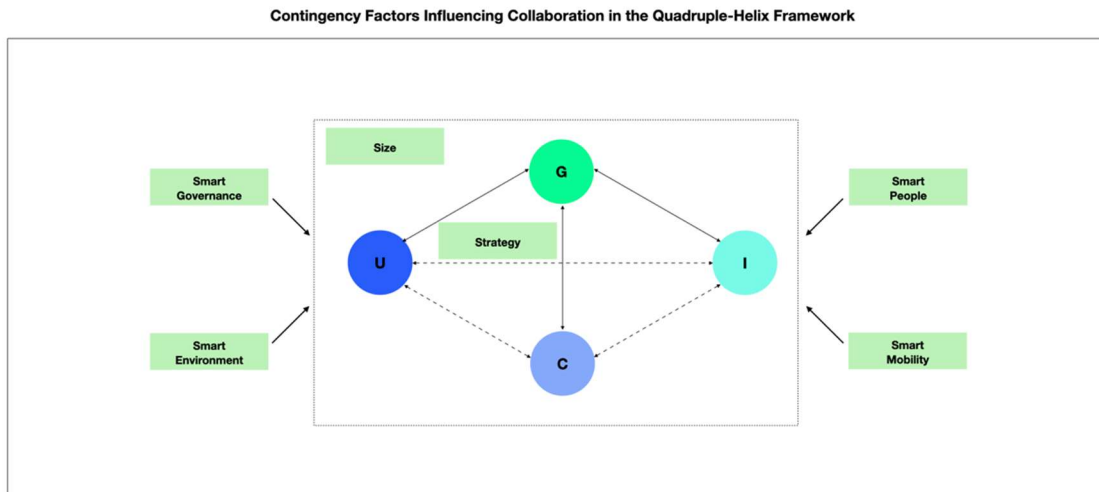 Contingency Factors Influencing Collaboration in the Quadruple-Helix Framework
Size
G
Smart
Governance
Smart
People
Strategy
U
I
Smart
Environment
C
Smart
Mobility